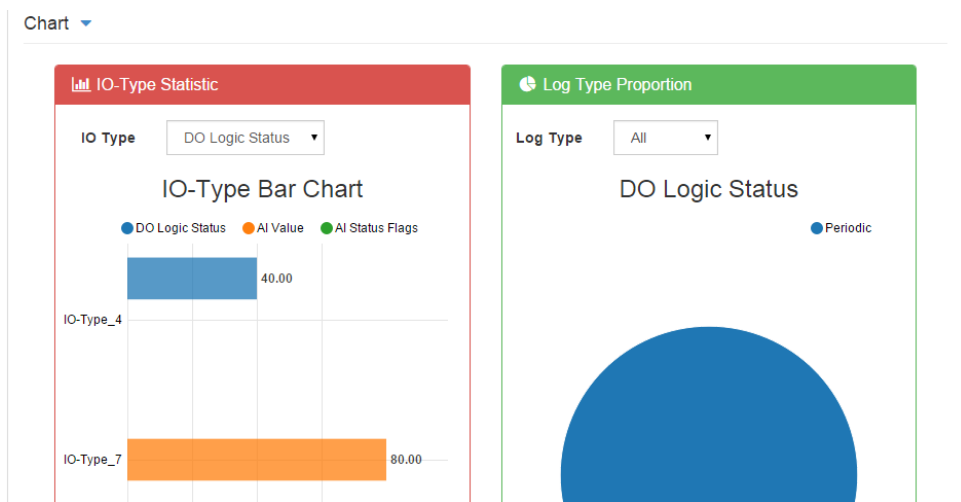 Chart
IO-Type Statistic
IO Type
DO Logic Status
IO-Type Bar Chart
DO Logic Status
AI Value
AI Status Flags
40.00
IO-Type_4
IO-Type_7
80.00
Log Type Proportion
Log Type
All
DO Logic Status
Periodic